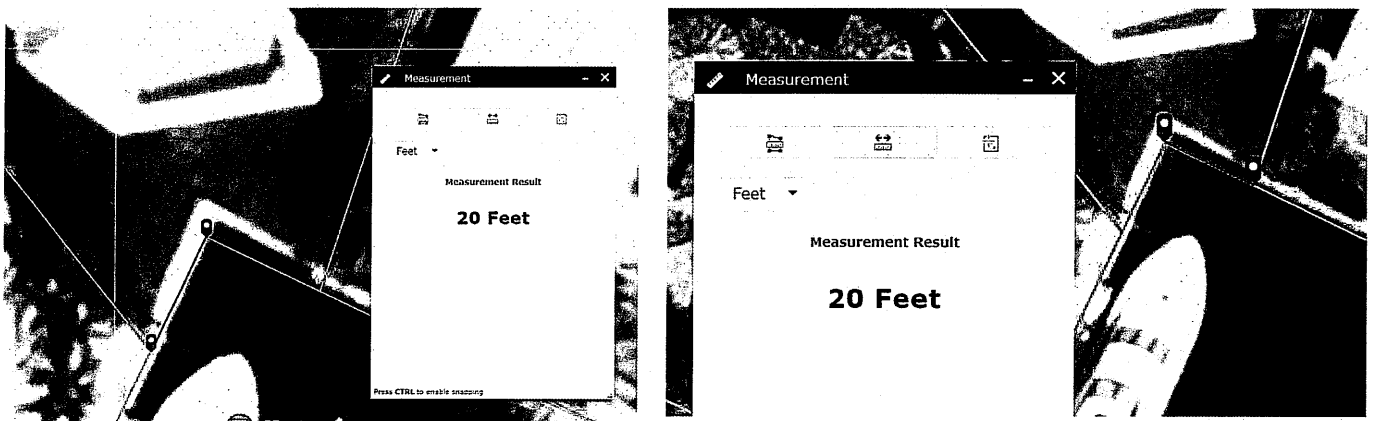 Measurement
Feet
Measurement Result
20 Feet
Press CTRL to enable snapping
Measurement
Feet
Measurement Result
20 Feet